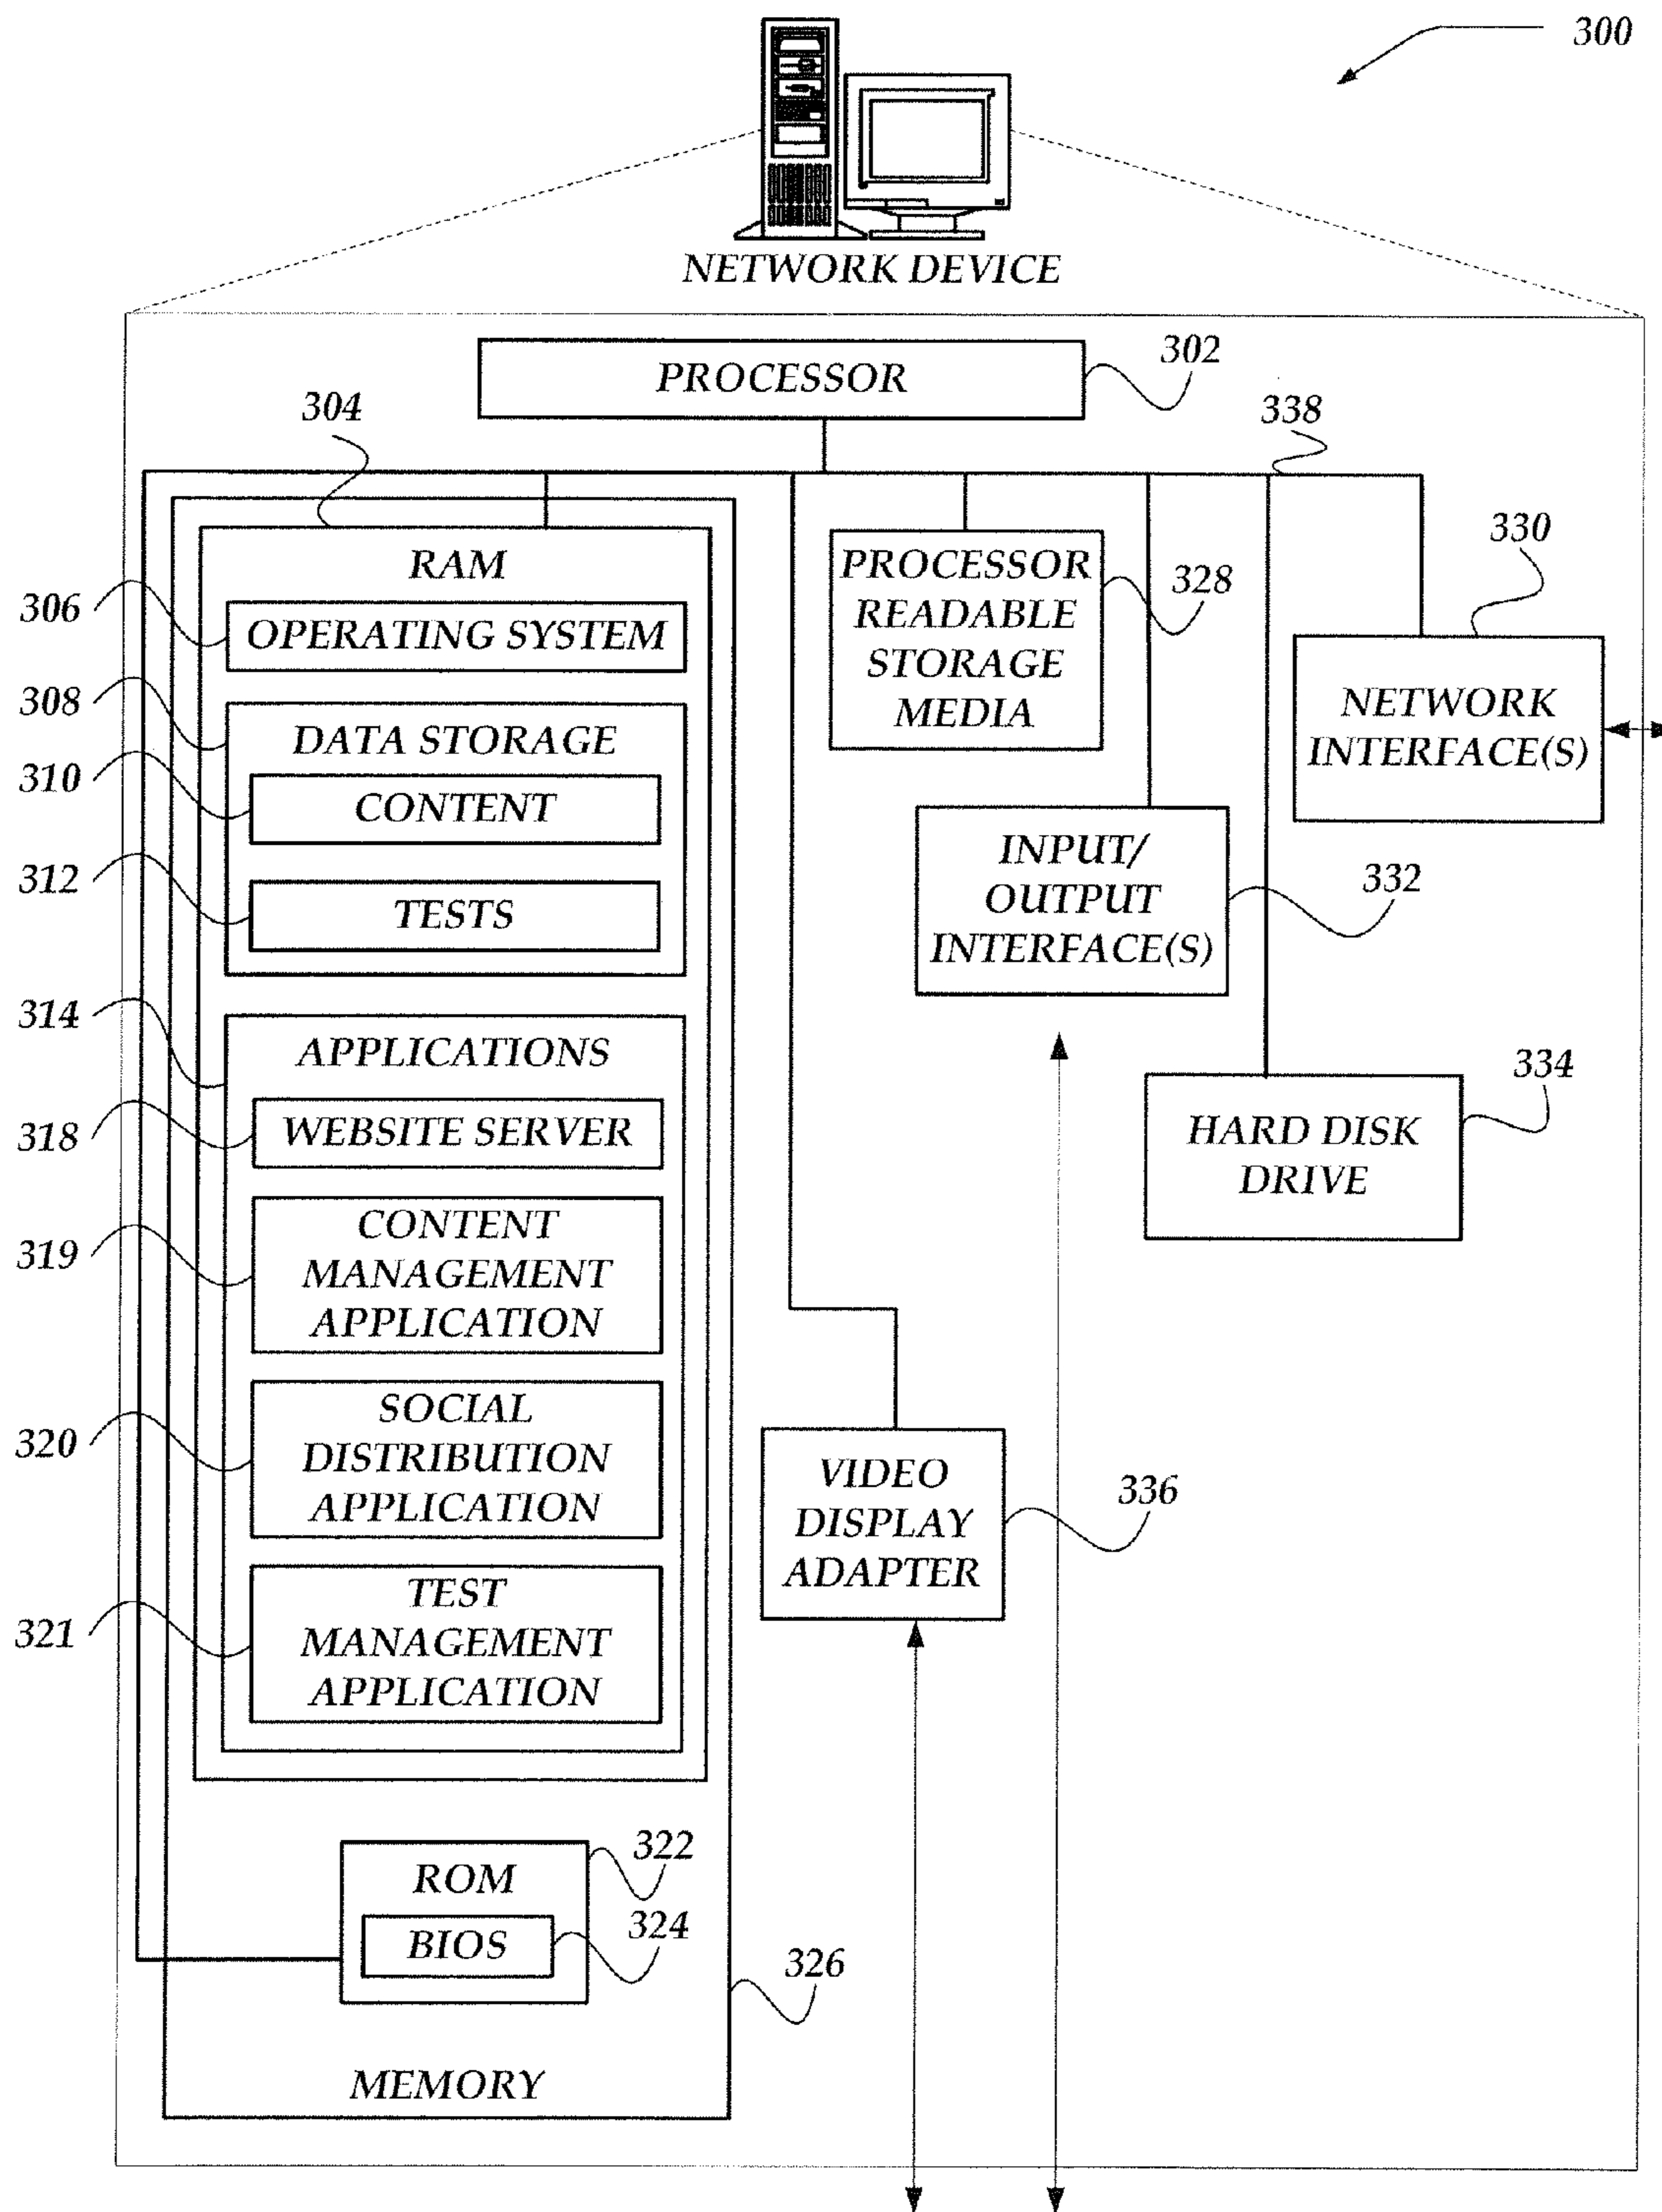 300
NETWORK DEVICE
PROCESSOR
302
304
338
RAM
306
OPERATING SYSTEM
308
DATA STORAGE
310
CONTENT
312
TESTS
314
APPLICATIONS
318
WEBSITE SERVER
319
CONTENT
MANAGEMENT
APPLICATION
320
SOCIAL
DISTRIBUTION
APPLICATION
321
TEST
MANAGEMENT
APPLICATION
322
ROM
324
BIOS
326
MEMORY
PROCESSOR
READABLE
STORAGE
MEDIA
328
330
NETWORK
INTERFACE(S)
INPUT/
OUTPUT
INTERFACE(S)
332
334
HARD DISK
DRIVE
VIDEO
DISPLAY
ADAPTER
336